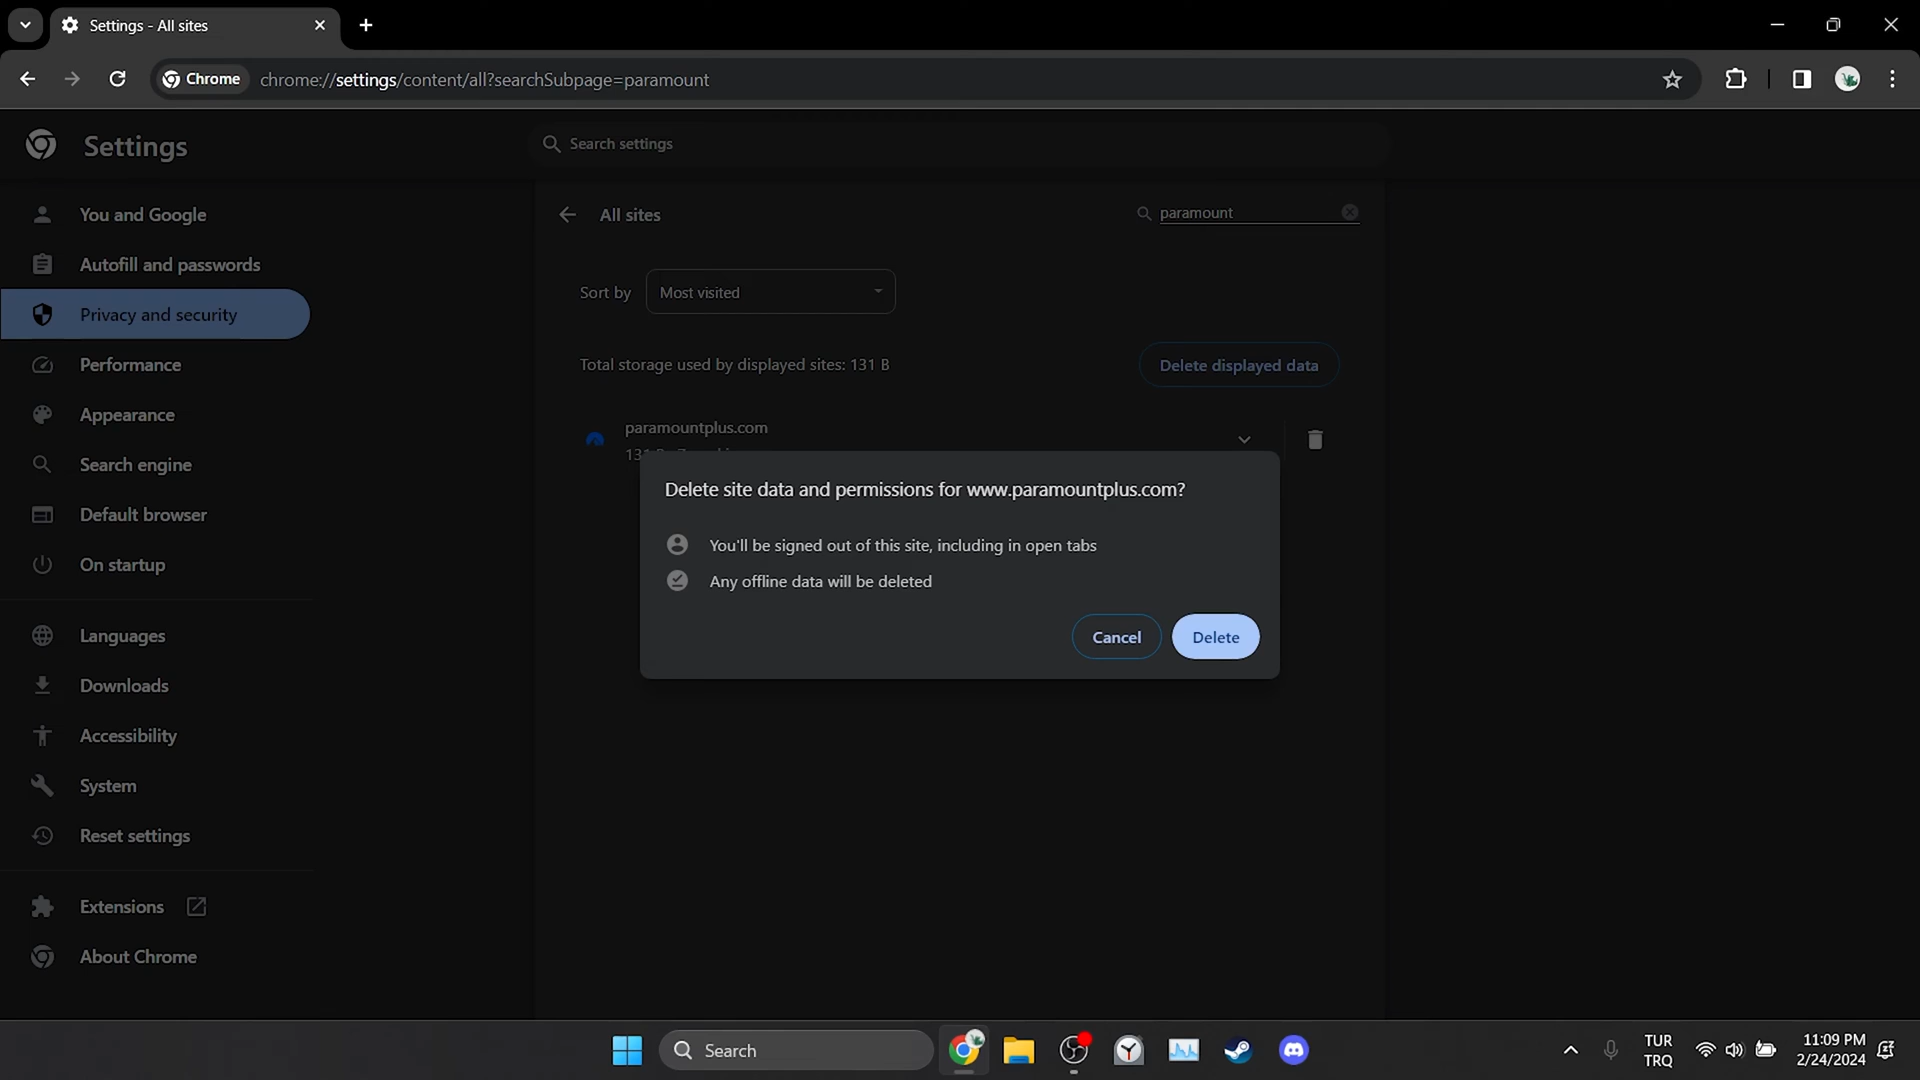 Settings - All sites
Chrome
chrome://settings/content/all?searchSubpage=paramount
Settings
Search settings
You and Google
Autofill and passwords
Privacy and security
Performance
Appearance
Search engine
Default browser
On startup
Languages
Downloads
Accessibility
System
Reset settings
Extensions
About Chrome
All sites
paramount
Sort by
Most visited
Total storage used by displayed sites: 131 B
Delete displayed data
paramountplus.com
Delete site data and permissions for www.paramountplus.com?
You'll be signed out of this site, including in open tabs
Any offline data will be deleted
Cancel
Delete
Search
TUR
TRQ
11:09 PM
2/24/2024